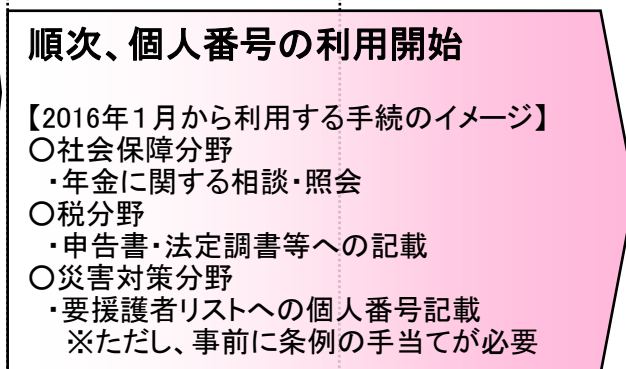 順次、個人番号の利用開始
【2016年１月から利用する手続のイメージ】
○社会保障分野
・年金に関する相談・照会
○税分野
・申告書・法定調書等への記載
○災害対策分野
・要援護者リストへの個人番号記載
※ただし、事前に条例の手当てが必要